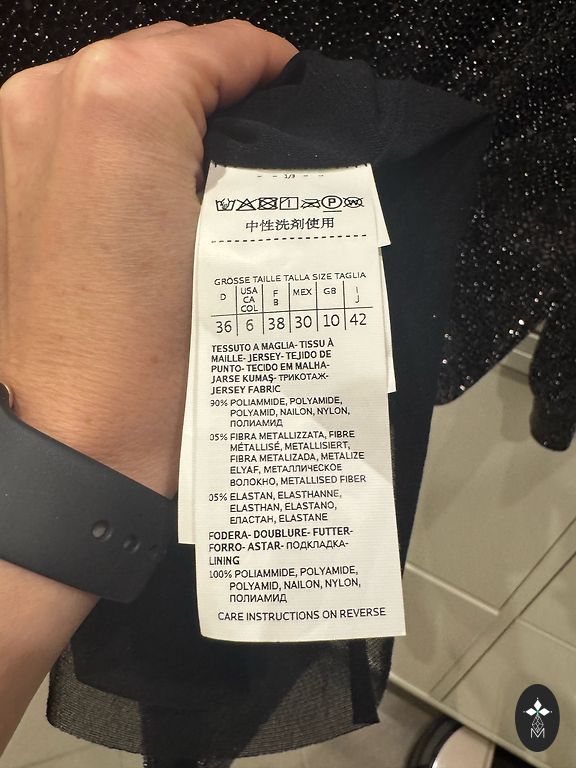 1/3
中性洗剤使用
GROSSE TAILLE TALLA SIZE TAGLIA
D USA CA COL F B MEX GB I J
36 6 38 30 10 42
TESSUTO A MAGLIA- TISSU À
MAILLE- JERSEY- TEJIDO DE
PUNTO- TECIDO EM MALHA-
JARSE KUMAŞ- ТРИКОТАЖ-
JERSEY FABRIC
90% POLIAMMIDE, POLYAMIDE,
POLYAMID, NAILON, NYLON,
ПОЛИАМИД
05% FIBRA METALLIZZATA, FIBRE
MÉTALLISÉ, METALLISIERT,
FIBRA METALIZADA, METALIZE
ELYAF, МЕТАЛЛИЧЕСКОЕ
ВОЛОКНО, METALLISED FIBER
05% ELASTAN, ELASTHANNE,
ELASTHAN, ELASTANO,
ЕЛАСТАН, ELASTANE
FODERA- DOUBLURE- FUTTER-
FORRO- ASTAR- ПОДКЛАДКА-
LINING
100% POLIAMMIDE, POLYAMIDE,
POLYAMID, NAILON, NYLON,
ПОЛИАМИД
CARE INSTRUCTIONS ON REVERSE